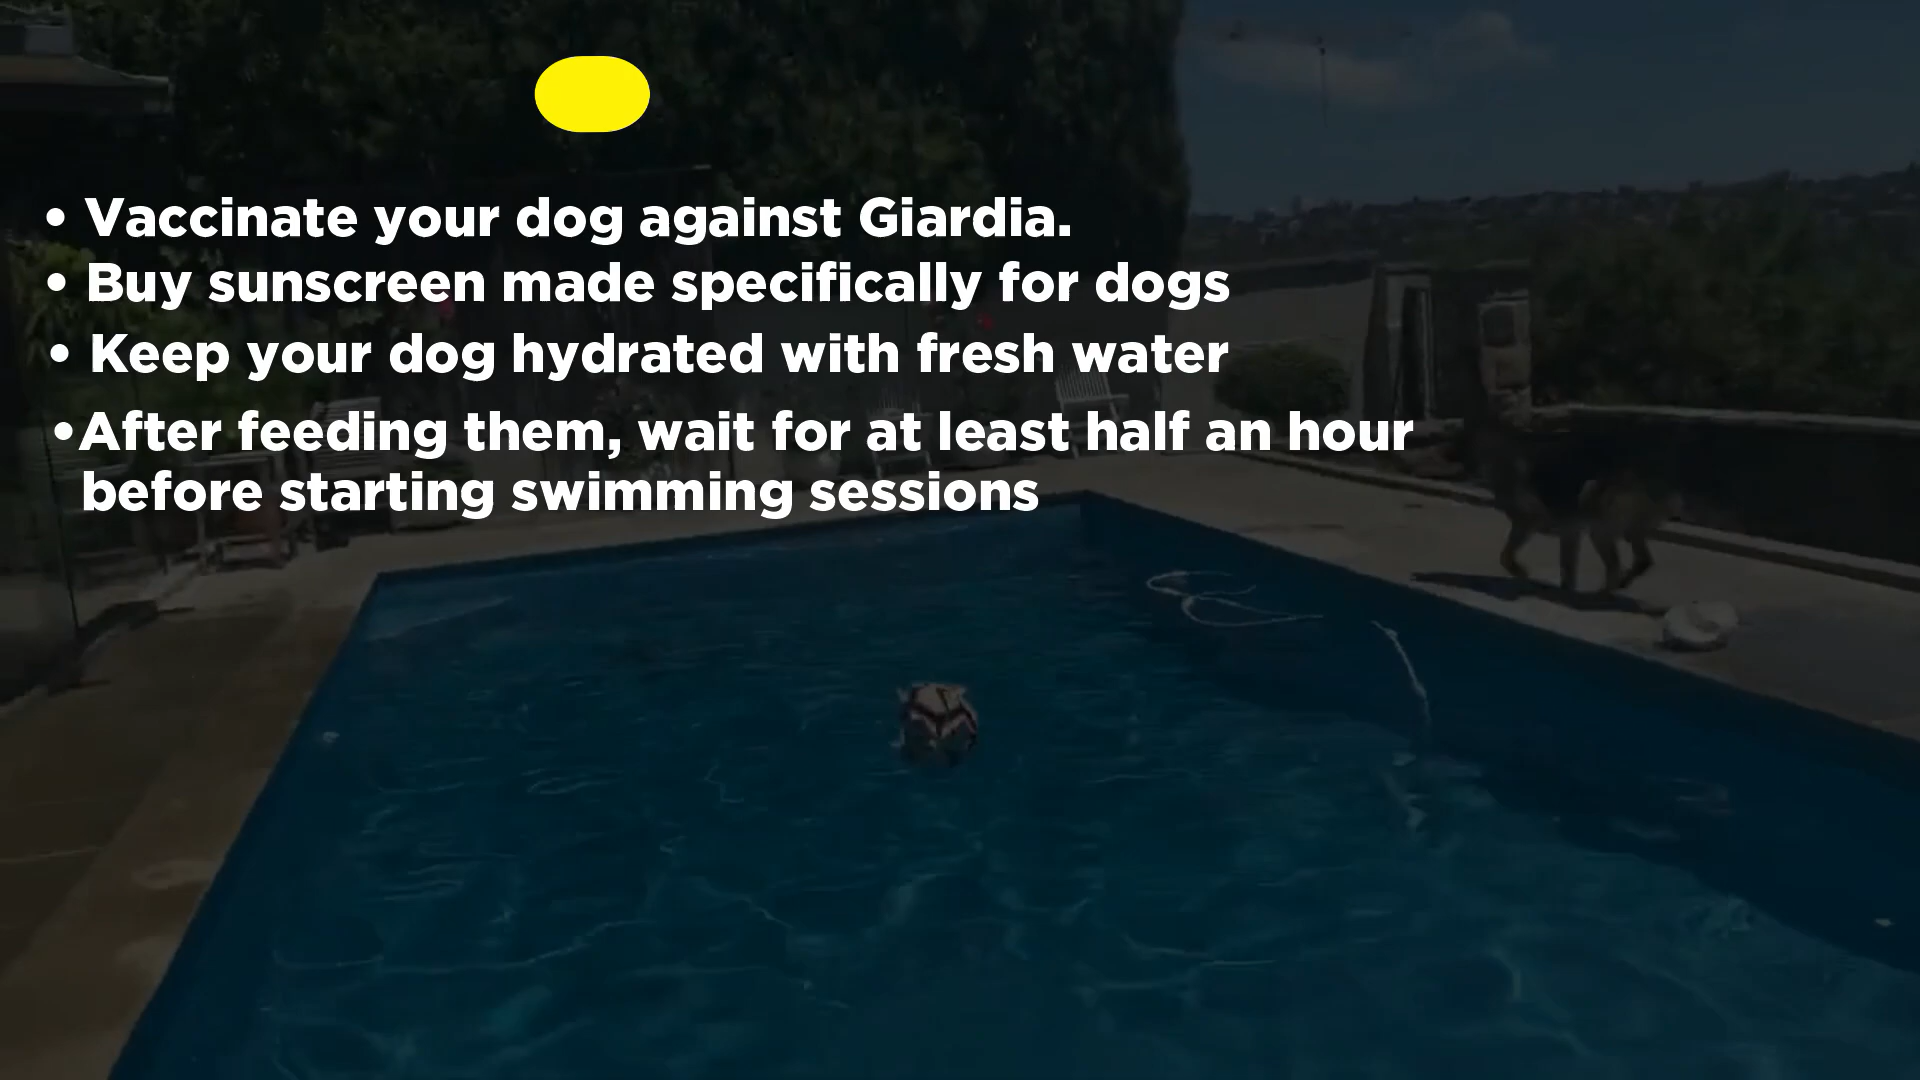 • Vaccinate your dog against Giardia.
• Buy sunscreen made specifically for dogs
• Keep your dog hydrated with fresh water
•After feeding them, wait for at least half an hour
before starting swimming sessions